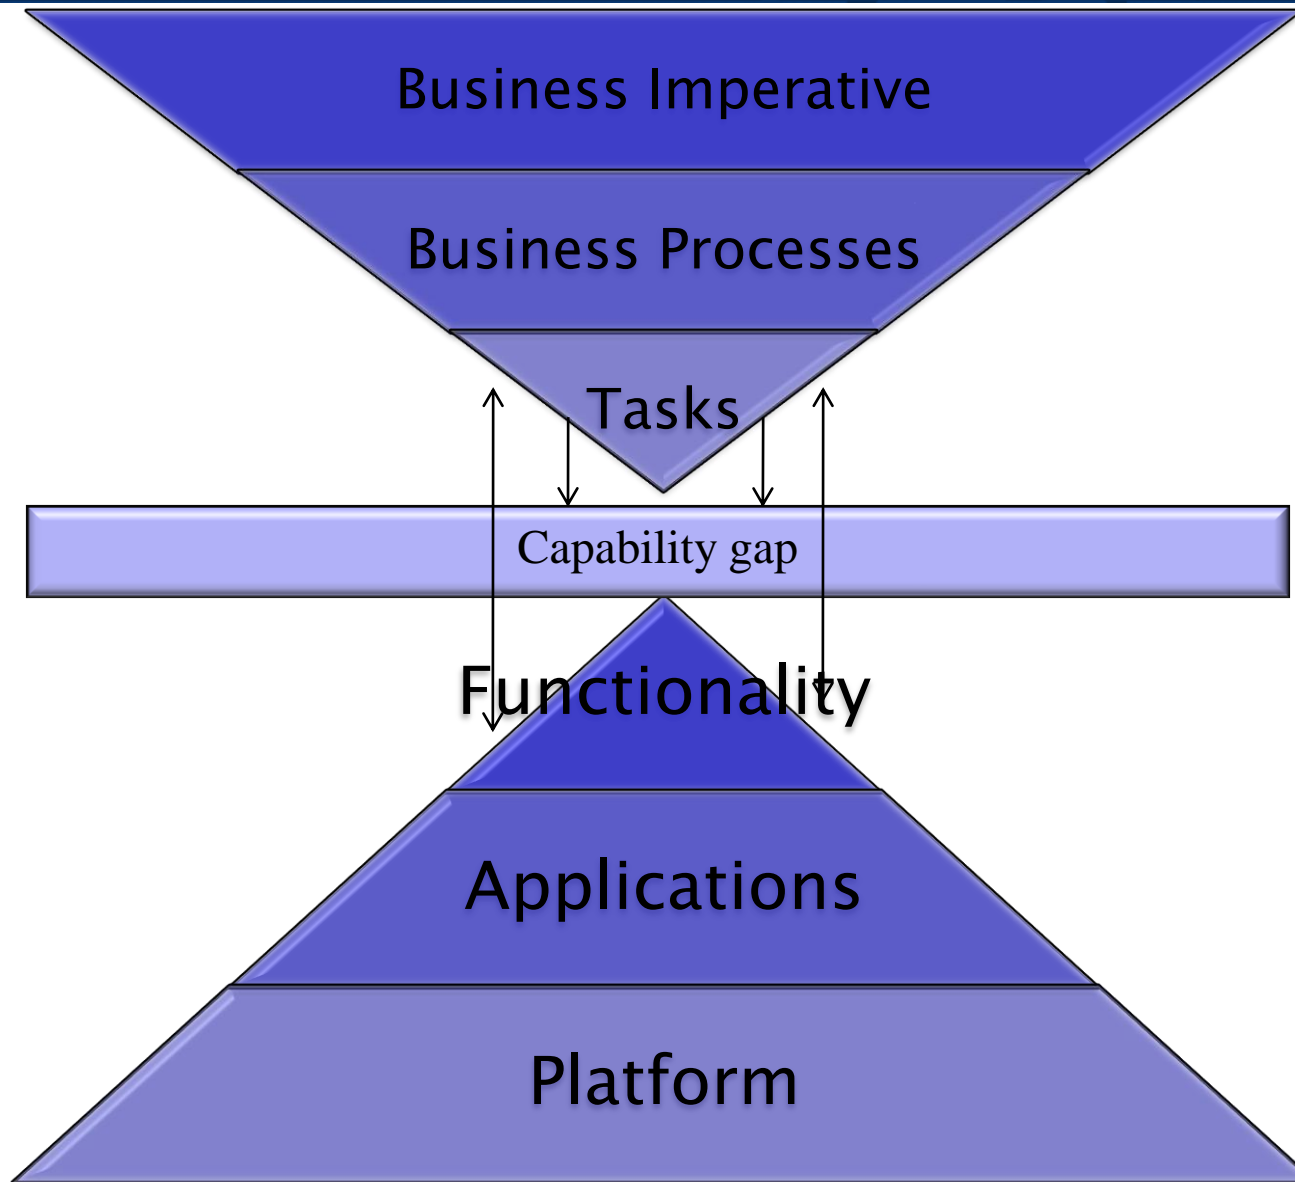 Business Imperative
Business Processes
Tasks
Capability gap
Functionality
Applications
Platform